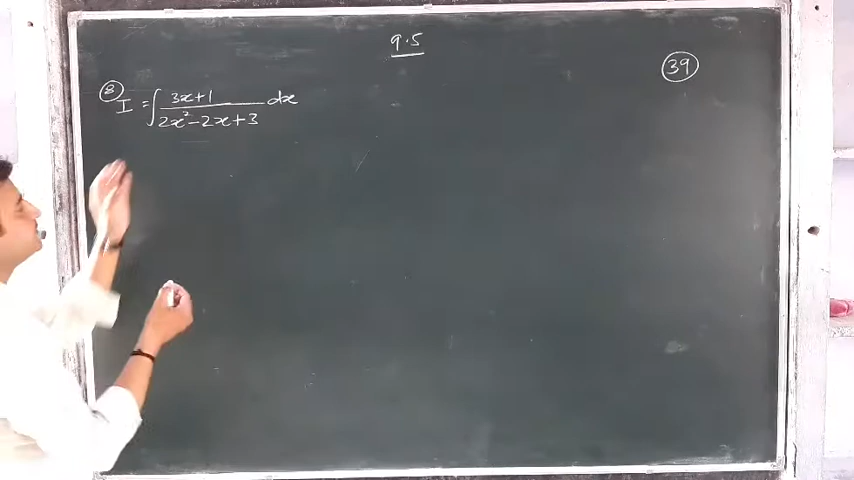 9.5
39
8 I = ∫ (3x+1)/(2x²-2x+3) dx